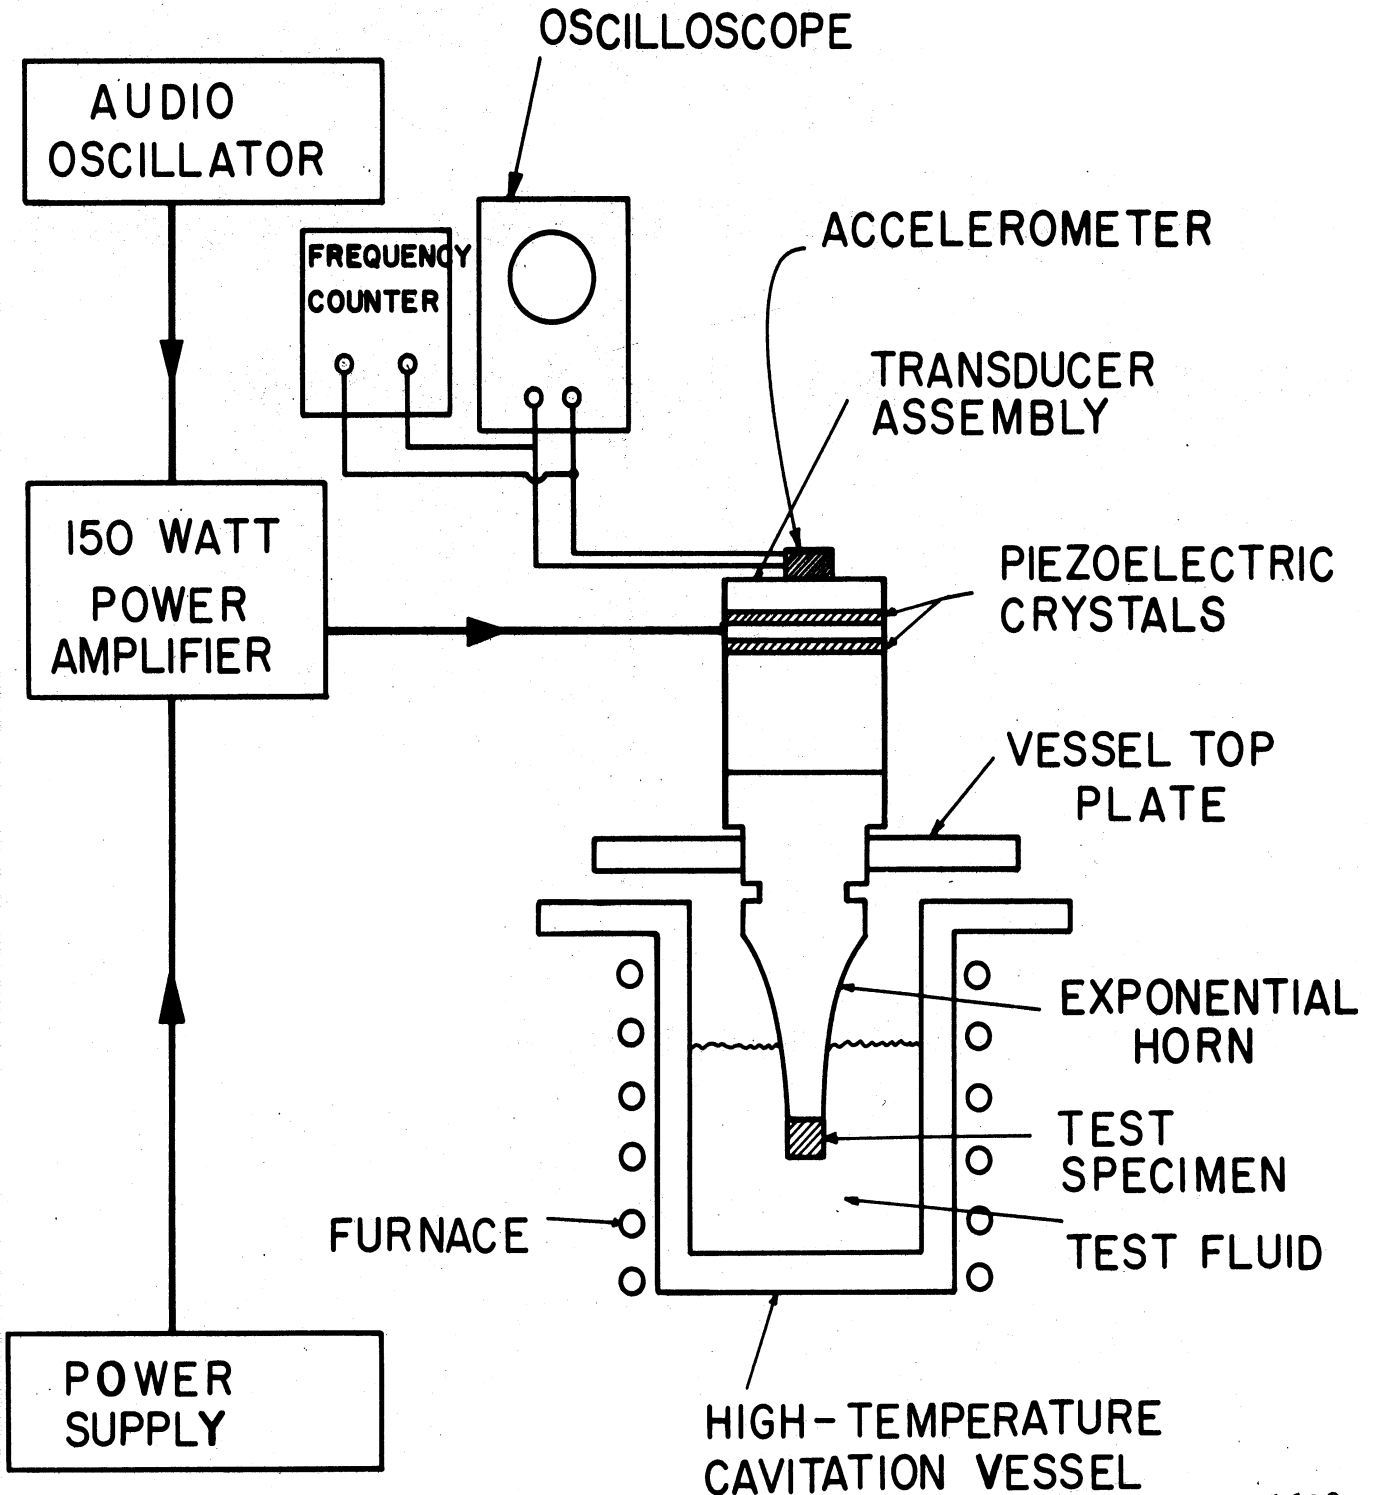 OSCILLOSCOPE
AUDIO
OSCILLATOR
FREQUENCY
COUNTER
ACCELEROMETER
TRANSDUCER
ASSEMBLY
150 WATT
POWER
AMPLIFIER
PIEZOELECTRIC
CRYSTALS
VESSEL TOP
PLATE
EXPONENTIAL
HORN
TEST
SPECIMEN
FURNACE
TEST FLUID
POWER
SUPPLY
HIGH-TEMPERATURE
CAVITATION VESSEL